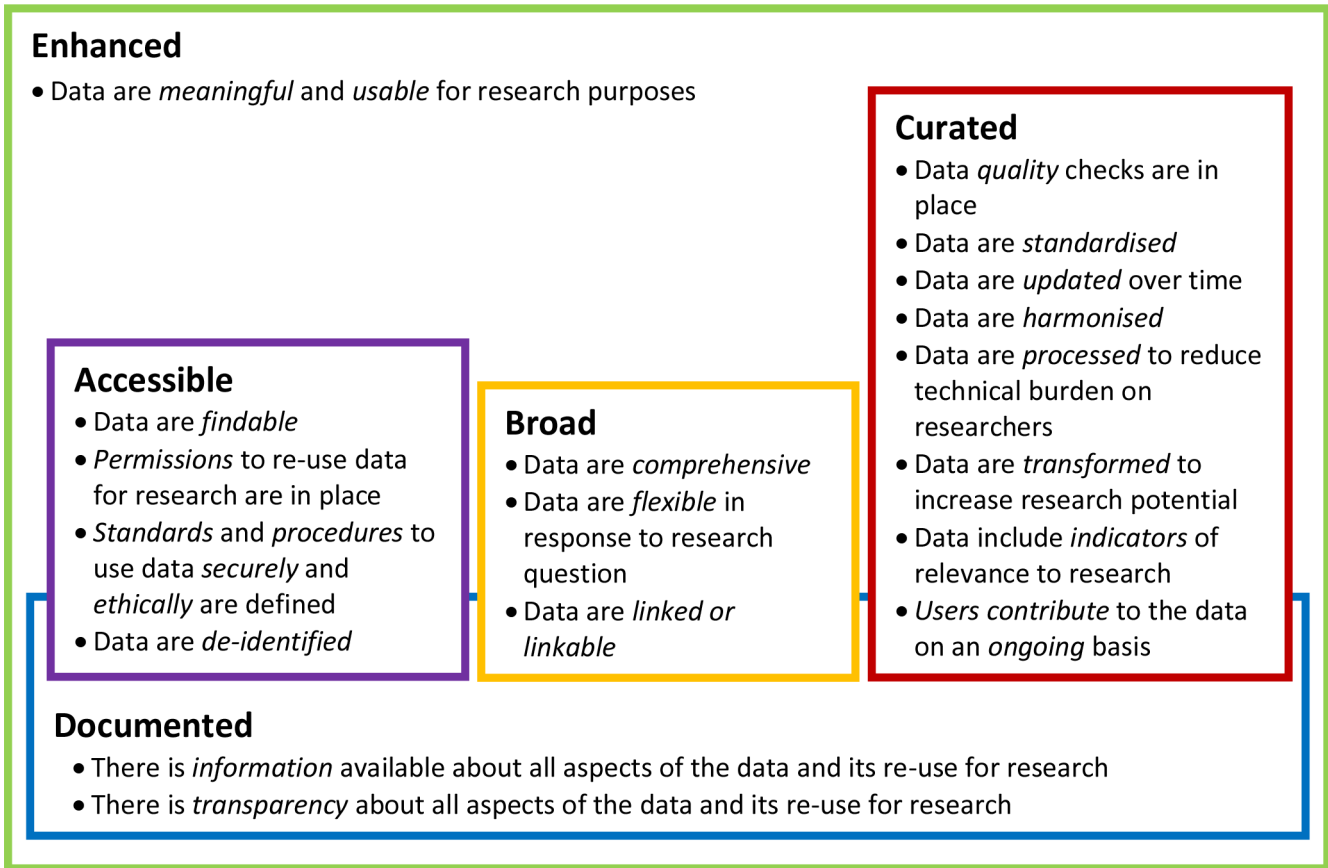 Enhanced
• Data are meaningful and usable for research purposes
Accessible
• Data are findable
• Permissions to re-use data
for research are in place
• Standards and procedures to
use data securely and
ethically are defined
• Data are de-identified
Broad
• Data are comprehensive
• Data are flexible in
response to research
question
• Data are linked or
linkable
Curated
• Data quality checks are in
place
• Data are standardised
• Data are updated over time
• Data are harmonised
• Data are processed to reduce
technical burden on
researchers
• Data are transformed to
increase research potential
• Data include indicators of
relevance to research
• Users contribute to the data
on an ongoing basis
Documented
• There is information available about all aspects of the data and its re-use for research
• There is transparency about all aspects of the data and its re-use for research